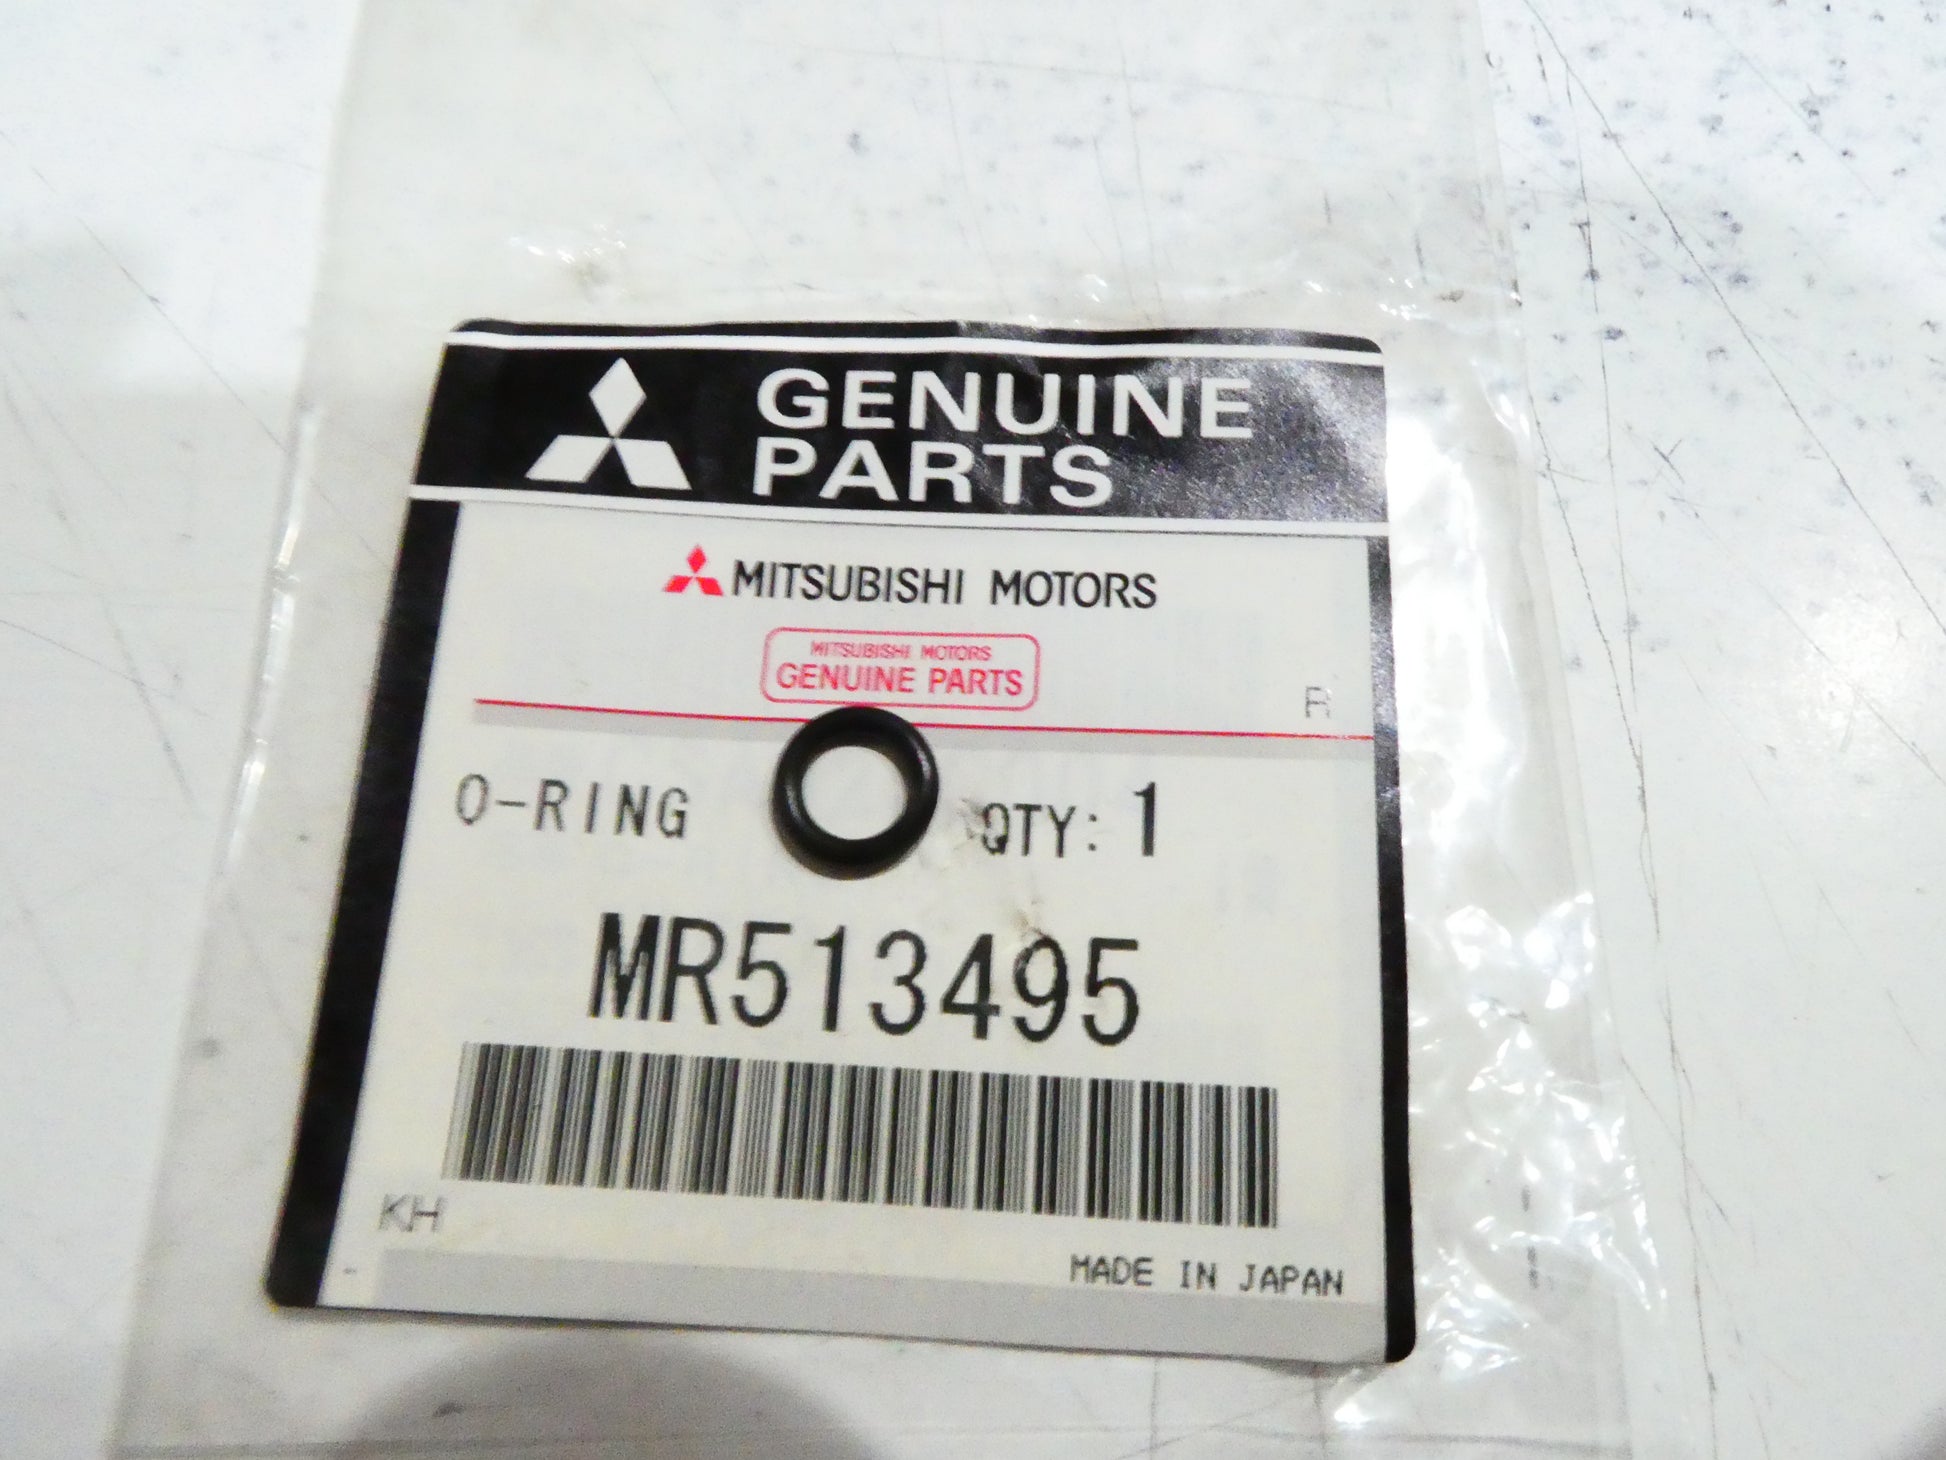 GENUINE
PARTS
MITSUBISHI MOTORS
MITSUBISHI MOTORS
GENUINE PARTS
R
O-RING QTY: 1
MR513495
KH
MADE IN JAPAN